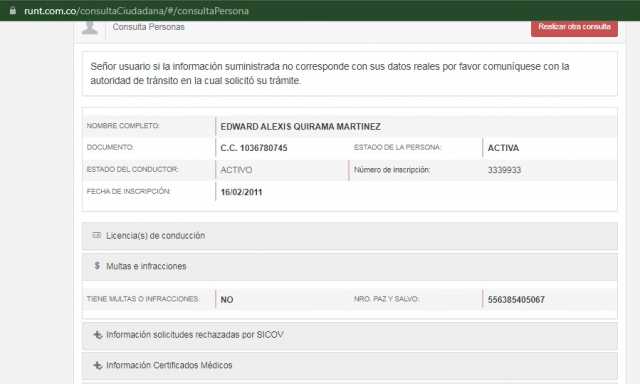 runt.com.co/consultaCiudadana/#/consultaPersona
Consulta Personas
Realizar otra consulta
Señor usuario si la información suministrada no corresponde con sus datos reales por favor comuníquese con la
autoridad de tránsito en la cual solicitó su trámite.
NOMBRE COMPLETO: EDWARD ALEXIS QUIRAMA MARTINEZ
DOCUMENTO: C.C. 1036780745 ESTADO DE LA PERSONA: ACTIVA
ESTADO DEL CONDUCTOR: ACTIVO Número de inscripción: 3339933
FECHA DE INSCRIPCIÓN: 16/02/2011
Licencia(s) de conducción
$ Multas e infracciones
TIENE MULTAS O INFRACCIONES: NO NRO. PAZ Y SALVO: 556385405067
Información solicitudes rechazadas por SICOV
Información Certificados Médicos